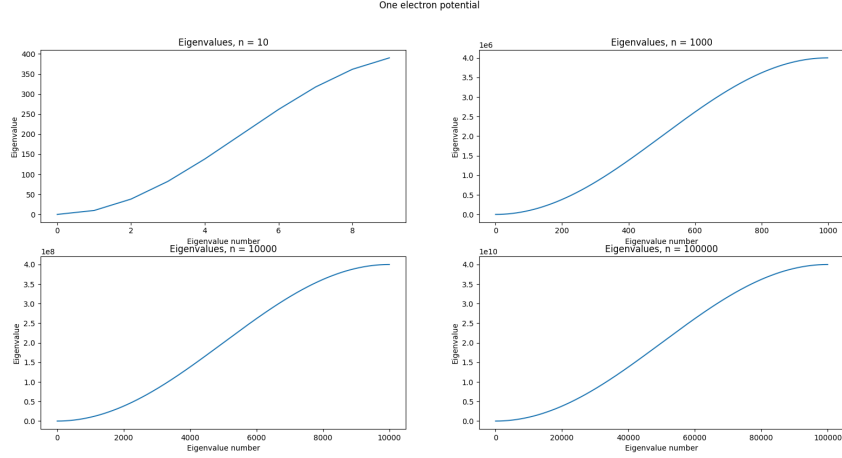 One electron potential
Eigenvalues, n = 10
400
350
300
250
200
150
100
50
0
Eigenvalue
0 2 4 6 8
Eigenvalue number
Eigenvalues, n = 1000
1e6
4.0
3.5
3.0
2.5
2.0
1.5
1.0
0.5
0.0
Eigenvalue
0 200 400 600 800 1000
Eigenvalue number
Eigenvalues, n = 10000
1e8
4.0
3.5
3.0
2.5
2.0
1.5
1.0
0.5
0.0
Eigenvalue
0 2000 4000 6000 8000 10000
Eigenvalue number
Eigenvalues, n = 100000
1e10
4.0
3.5
3.0
2.5
2.0
1.5
1.0
0.5
0.0
Eigenvalue
0 20000 40000 60000 80000 100000
Eigenvalue number